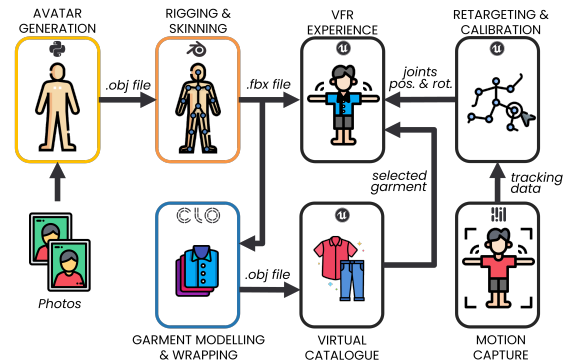 AVATAR
GENERATION
RIGGING &
SKINNING
VFR
EXPERIENCE
RETARGETING &
CALIBRATION
.obj file
.fbx file
joints
pos. & rot.
selected
garment
tracking
data
Photos
CLO
.obj file
GARMENT MODELLING
& WRAPPING
VIRTUAL
CATALOGUE
MOTION
CAPTURE